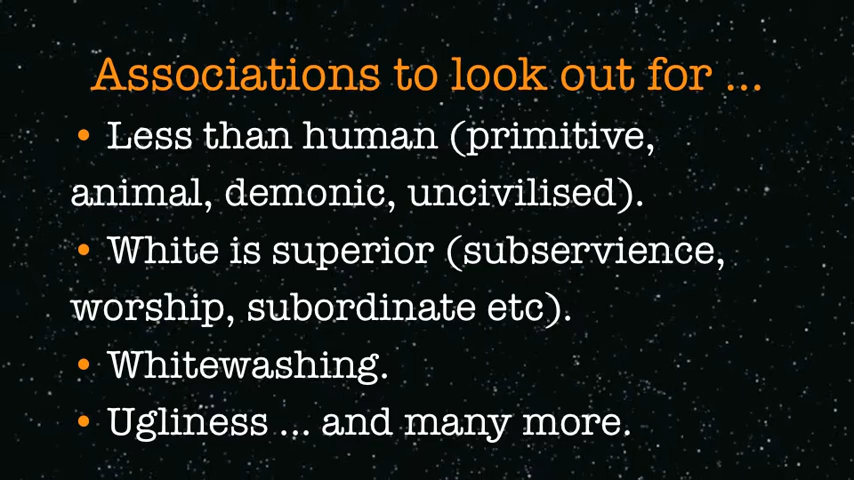 Associations to look out for ...
• Less than human (primitive,
animal, demonic, uncivilised).
• White is superior (subservience,
worship, subordinate etc).
• Whitewashing.
• Ugliness ... and many more.